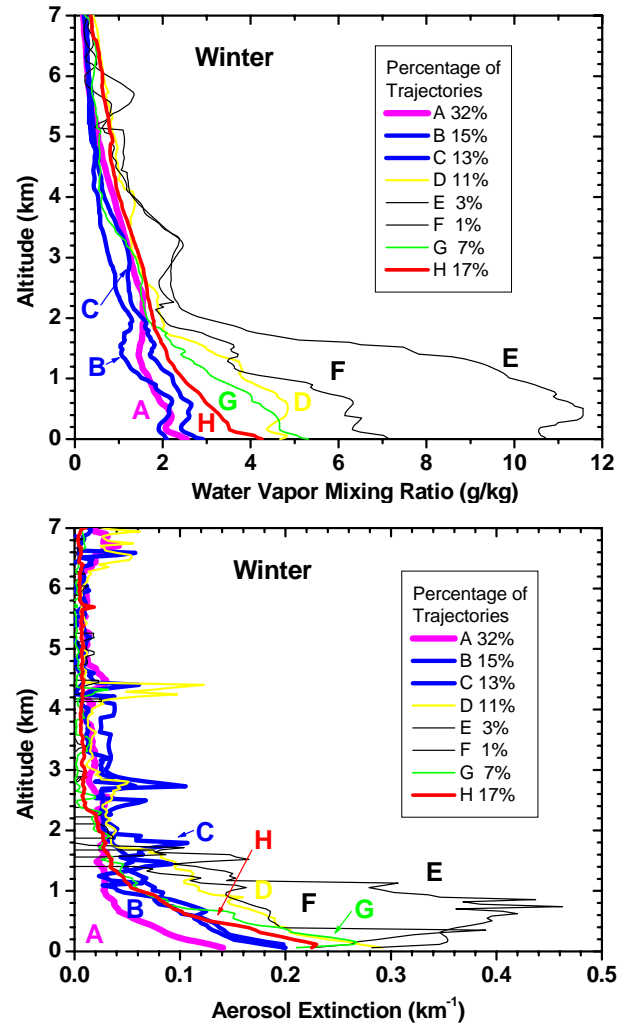 7
6
5
4
3
2
1
0
Altitude (km)
Winter
Percentage of
Trajectories
A 32%
B 15%
C 13%
D 11%
E 3%
F 1%
G 7%
H 17%
C
B
A
H
G
D
F
E
0 2 4 6 8 10 12
Water Vapor Mixing Ratio (g/kg)
7
6
5
4
3
2
1
0
Altitude (km)
Winter
Percentage of
Trajectories
A 32%
B 15%
C 13%
D 11%
E 3%
F 1%
G 7%
H 17%
C
H
E
D
F
B
G
A
0.0 0.1 0.2 0.3 0.4 0.5
Aerosol Extinction (km⁻¹)